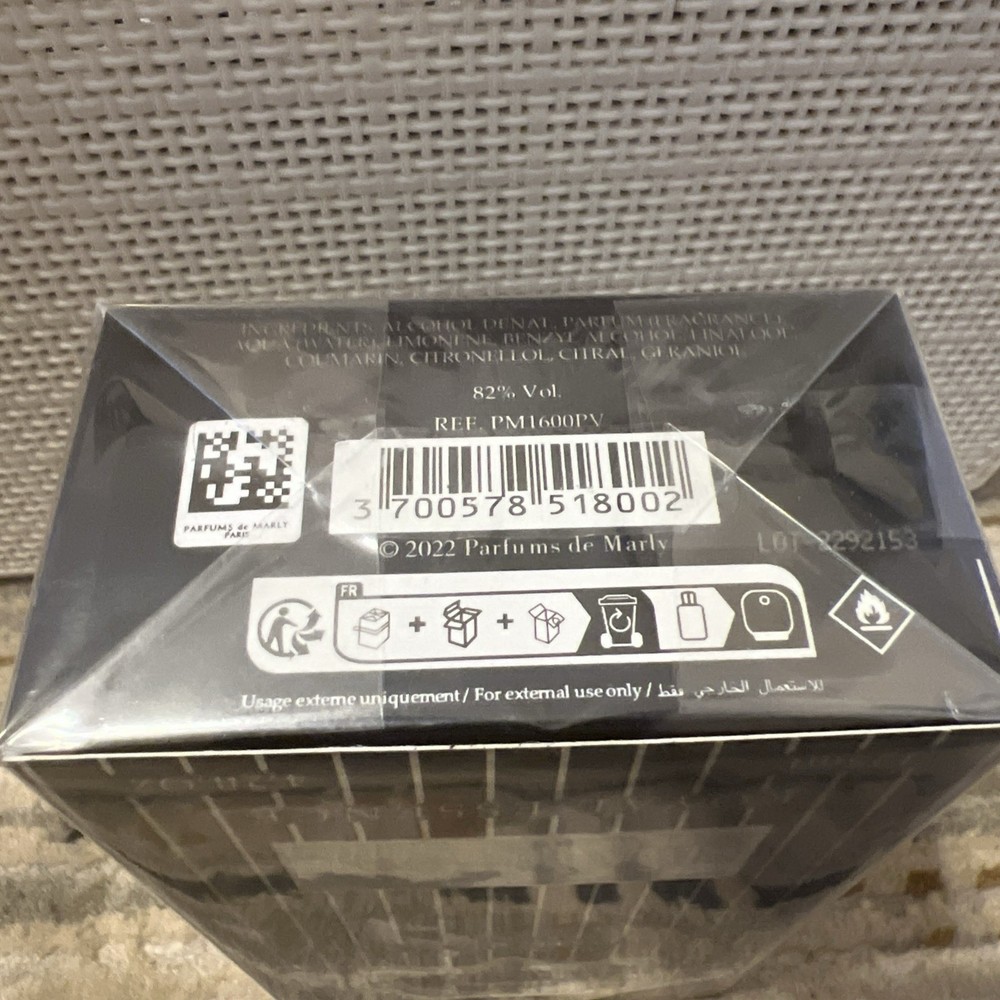 INGREDIENTS: ALCOHOL DENAT., PARFUM (FRAGRANCE),
AQUA (WATER), LIMONENE, BENZYL ALCOHOL, LINALOOL,
COUMARIN, CITRONELLOL, CITRAL, GERANIOL
82% Vol.
REF. PM1600PV
3 700578 518002
PARFUMS de MARLY
PARIS
© 2022 Parfums de Marly
LOT 2292153
FR
Usage externe uniquement / For external use only / للاستعمال الخارجي فقط